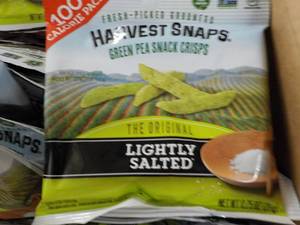 100
CALORIE PACK
FRESH-PICKED GOODNESS
HARVEST SNAPS.
GREEN PEA SNACK CRISPS
THE ORIGINAL
LIGHTLY
SALTED
SNAPS